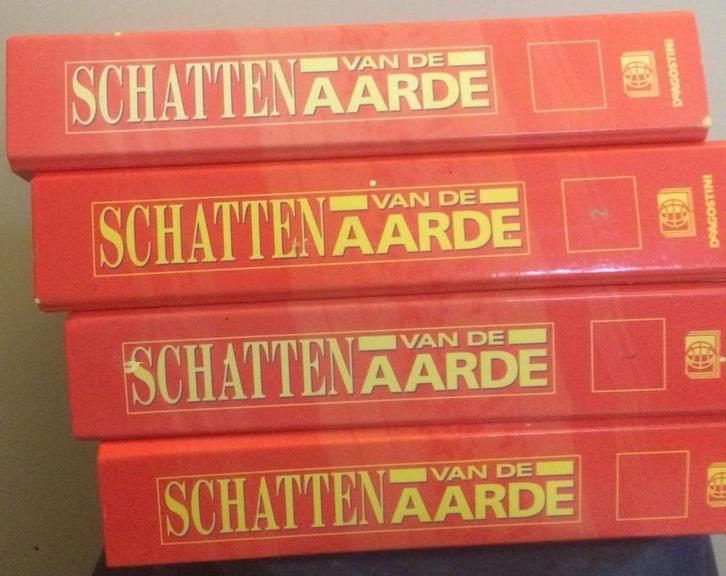 SCHATTEN VAN DE AARDE
DEAGOSTINI
SCHATTEN VAN DE AARDE
2
DEAGOSTINI
SCHATTEN VAN DE AARDE
SCHATTEN VAN DE AARDE